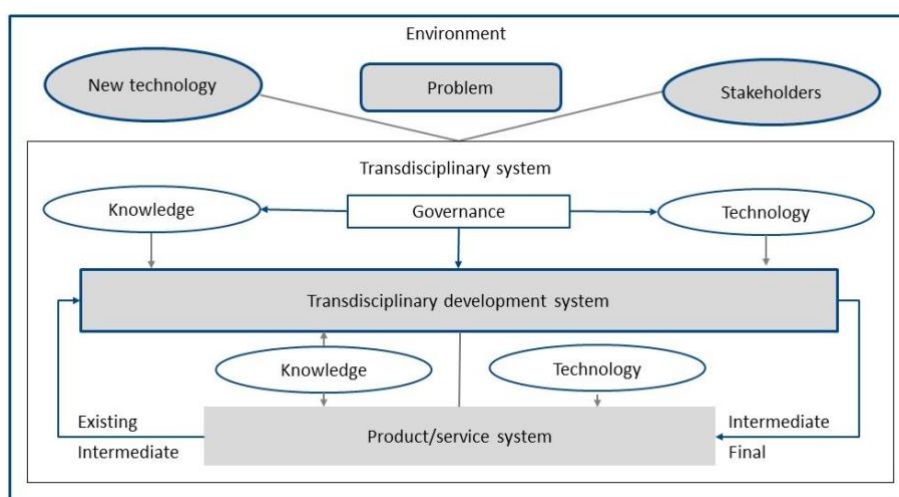 Environment
New technology
Problem
Stakeholders
Transdisciplinary system
Knowledge
Governance
Technology
Transdisciplinary development system
Knowledge
Technology
Existing
Intermediate
Product/service system
Intermediate
Final